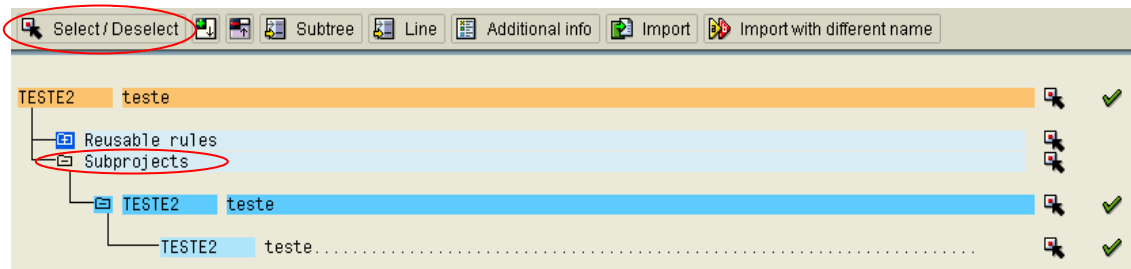 Select / Deselect Subtree Line Additional info Import Import with different name
TESTE2 teste
Reusable rules
Subprojects
TESTE2 teste
TESTE2 teste......................................................................